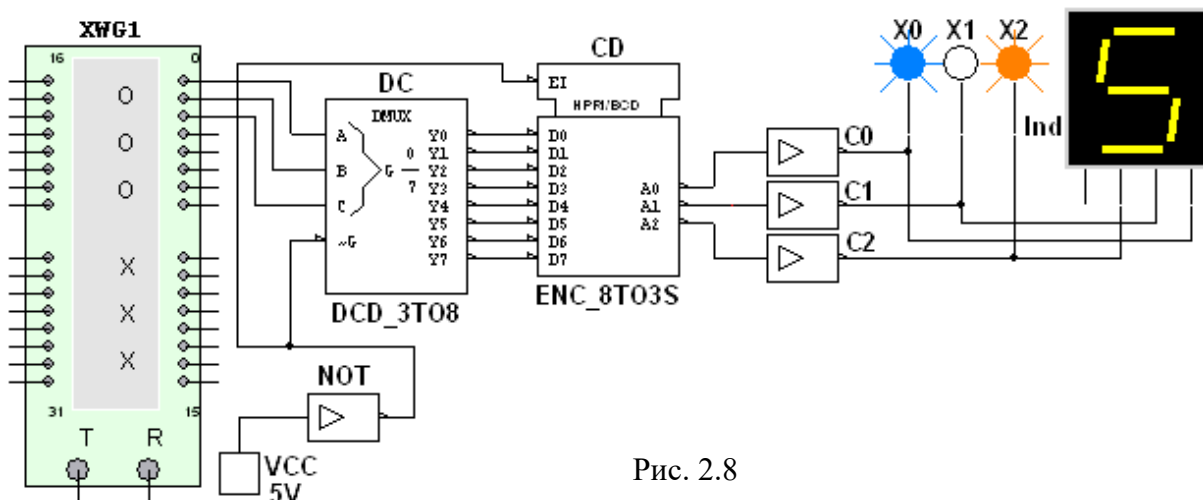 XWG1
16 0
O
O
O
X
X
X
31 15
T R
DC
DMUX
A
B
C
~G
G 0
7
Y0
Y1
Y2
Y3
Y4
Y5
Y6
Y7
DCD_3TO8
NOT
VCC
5V
CD
EI
HPRI/BCD
D0
D1
D2
D3
D4
D5
D6
D7
A0
A1
A2
ENC_8TO3S
C0
C1
C2
X0 X1 X2
Ind
5
Рис. 2.8